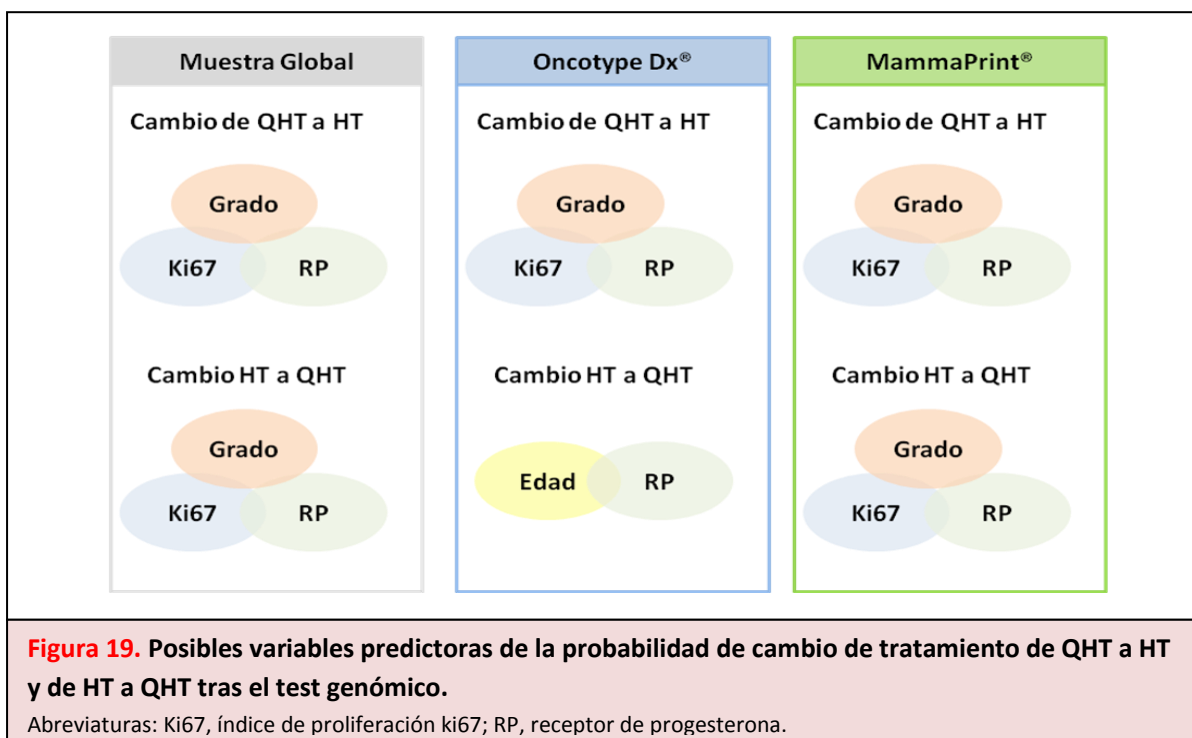 Muestra Global
Cambio de QHT a HT
Grado
Ki67 RP
Cambio HT a QHT
Grado
Ki67 RP
Oncotype Dx®
Cambio de QHT a HT
Grado
Ki67 RP
Cambio HT a QHT
Edad RP
MammaPrint®
Cambio de QHT a HT
Grado
Ki67 RP
Cambio HT a QHT
Grado
Ki67 RP
Figura 19. Posibles variables predictoras de la probabilidad de cambio de tratamiento de QHT a HT
y de HT a QHT tras el test genómico.
Abreviaturas: Ki67, índice de proliferación ki67; RP, receptor de progesterona.